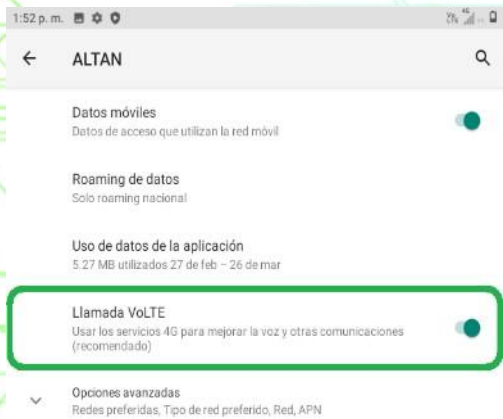 1:52 p. m.
ALTAN
Datos móviles
Datos de acceso que utilizan la red móvil
Roaming de datos
Solo roaming nacional
Uso de datos de la aplicación
5.27 MB utilizados 27 de feb – 26 de mar
Llamada VoLTE
Usar los servicios 4G para mejorar la voz y otras comunicaciones
(recomendado)
Opciones avanzadas
Redes preferidas, Tipo de red preferido, Red, APN